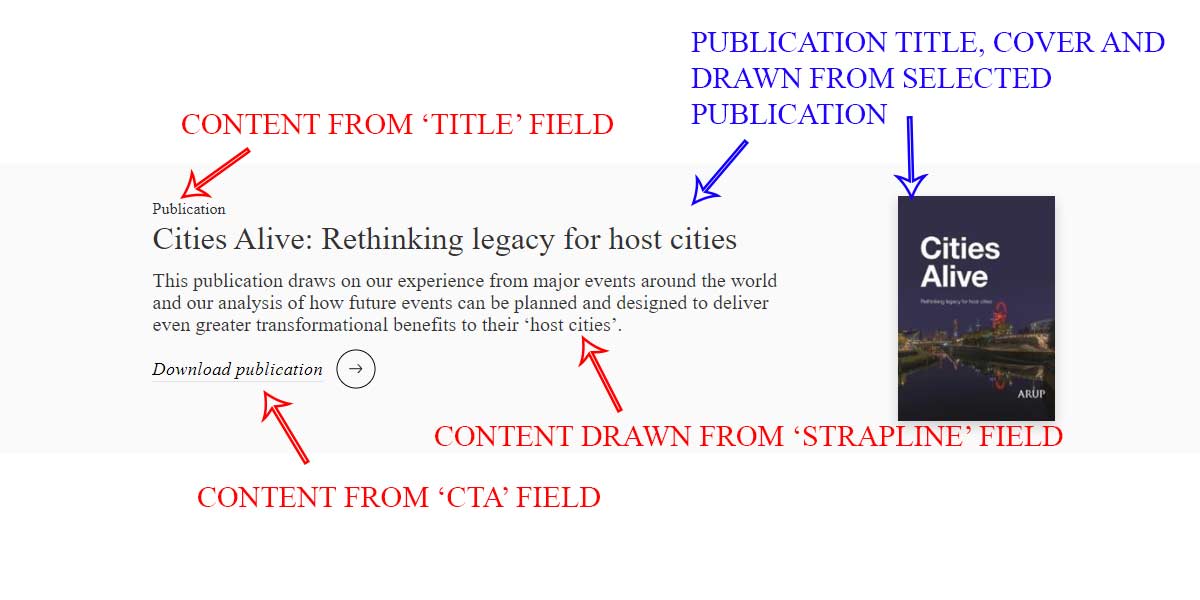 PUBLICATION TITLE, COVER AND
DRAWN FROM SELECTED
PUBLICATION
CONTENT FROM ‘TITLE’ FIELD
Publication
Cities Alive: Rethinking legacy for host cities
This publication draws on our experience from major events around the world
and our analysis of how future events can be planned and designed to deliver
even greater transformational benefits to their ‘host cities’.
Download publication
Cities
Alive
Rethinking legacy for host cities
ARUP
CONTENT DRAWN FROM ‘STRAPLINE’ FIELD
CONTENT FROM ‘CTA’ FIELD